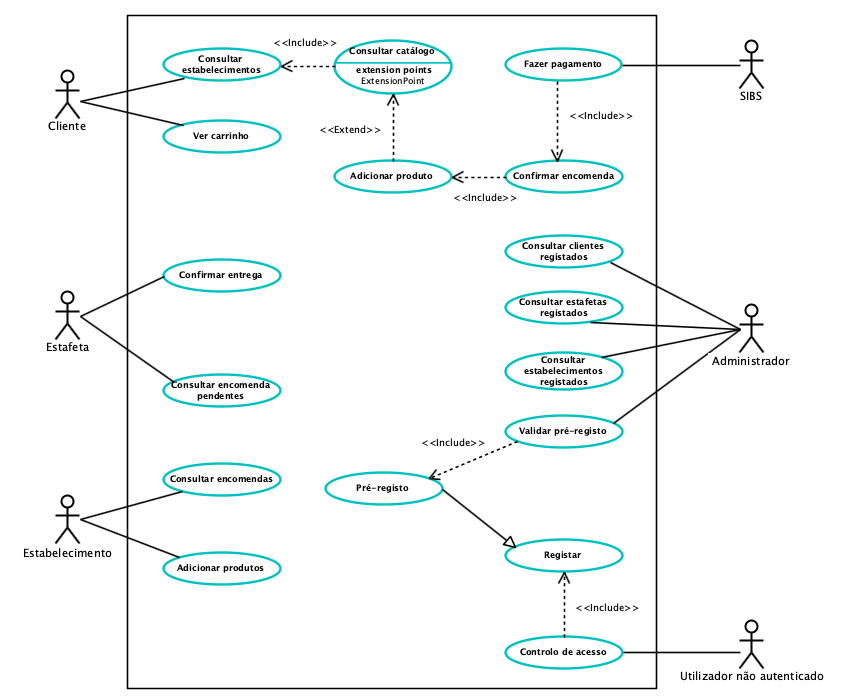 <<Include>>
Consultar
estabelecimentos
Consultar catálogo
extension points
ExtensionPoint
Fazer pagamento
SIBS
Cliente
Ver carrinho
<<Extend>>
<<Include>>
Adicionar produto
Confirmar encomenda
<<Include>>
Consultar clientes
registados
Confirmar entrega
Consultar estafetas
registados
Estafeta
Administrador
Consultar
estabelecimentos
registados
Consultar encomenda
pendentes
Validar pré-registo
<<Include>>
Consultar encomendas
Pré-registo
Estabelecimento
Registar
Adicionar produtos
<<Include>>
Controlo de acesso
Utilizador não autenticado